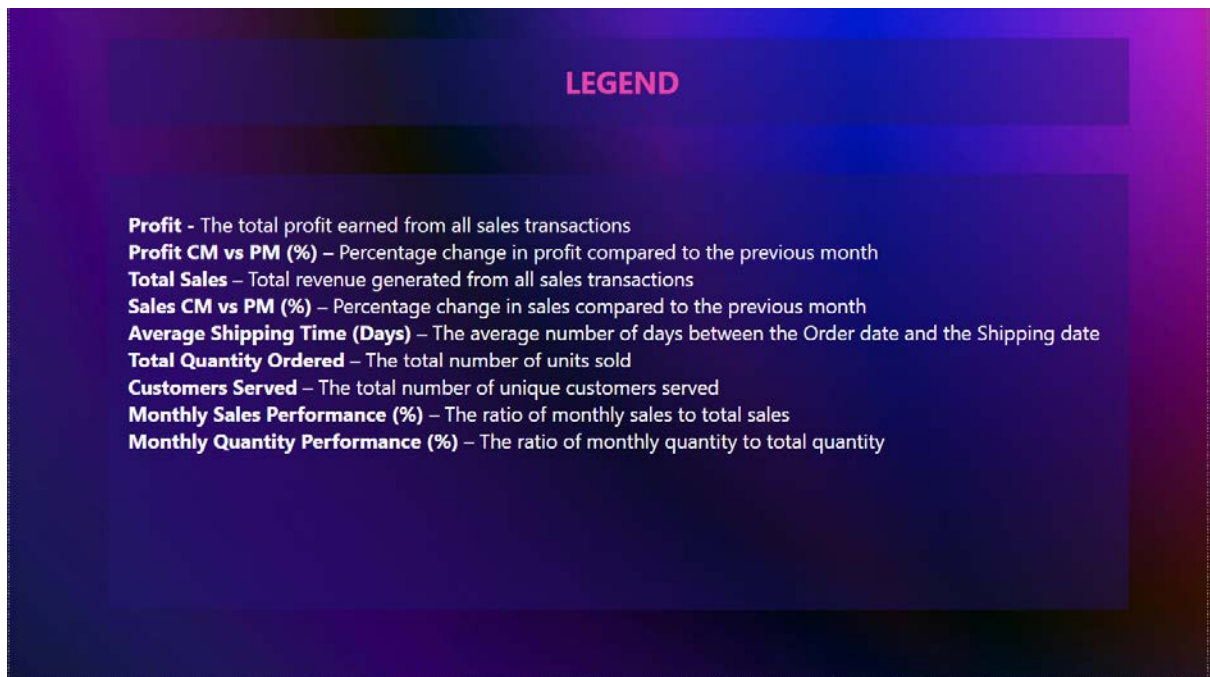 LEGEND
Profit - The total profit earned from all sales transactions
Profit CM vs PM (%) – Percentage change in profit compared to the previous month
Total Sales – Total revenue generated from all sales transactions
Sales CM vs PM (%) – Percentage change in sales compared to the previous month
Average Shipping Time (Days) – The average number of days between the Order date and the Shipping date
Total Quantity Ordered – The total number of units sold
Customers Served – The total number of unique customers served
Monthly Sales Performance (%) – The ratio of monthly sales to total sales
Monthly Quantity Performance (%) – The ratio of monthly quantity to total quantity